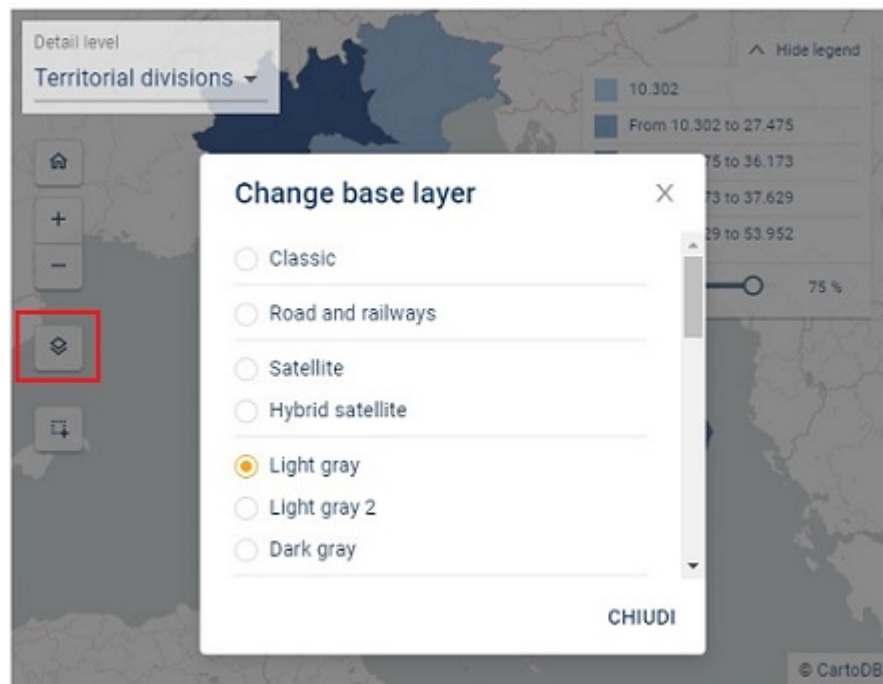 Detail level
Territorial divisions
Hide legend
10.302
From 10.302 to 27.475
75 to 36.173
73 to 37.629
29 to 53.952
75 %
Change base layer
Classic
Road and railways
Satellite
Hybrid satellite
Light gray
Light gray 2
Dark gray
CHIUDI
© CartoDB